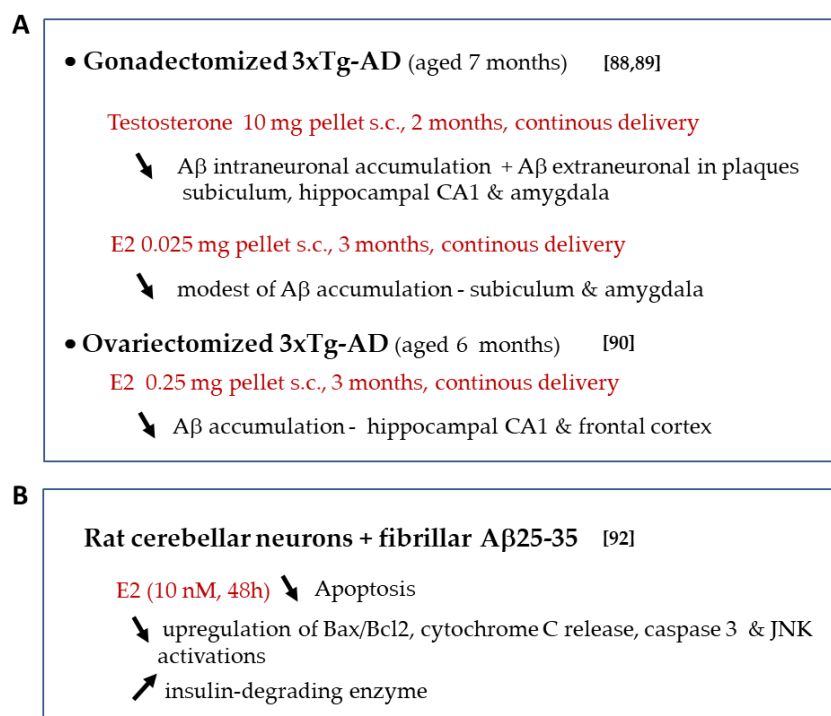 A
• Gonadectomized 3xTg-AD (aged 7 months) [88,89]
Testosterone 10 mg pellet s.c., 2 months, continous delivery
↘ Aβ intraneuronal accumulation + Aβ extraneuronal in plaques
subiculum, hippocampal CA1 & amygdala
E2 0.025 mg pellet s.c., 3 months, continous delivery
↘ modest of Aβ accumulation - subiculum & amygdala
• Ovariectomized 3xTg-AD (aged 6 months) [90]
E2 0.25 mg pellet s.c., 3 months, continous delivery
↘ Aβ accumulation - hippocampal CA1 & frontal cortex
B
Rat cerebellar neurons + fibrillar Aβ25-35 [92]
E2 (10 nM, 48h) ↘ Apoptosis
↘ upregulation of Bax/Bcl2, cytochrome C release, caspase 3 & JNK
activations
↗ insulin-degrading enzyme